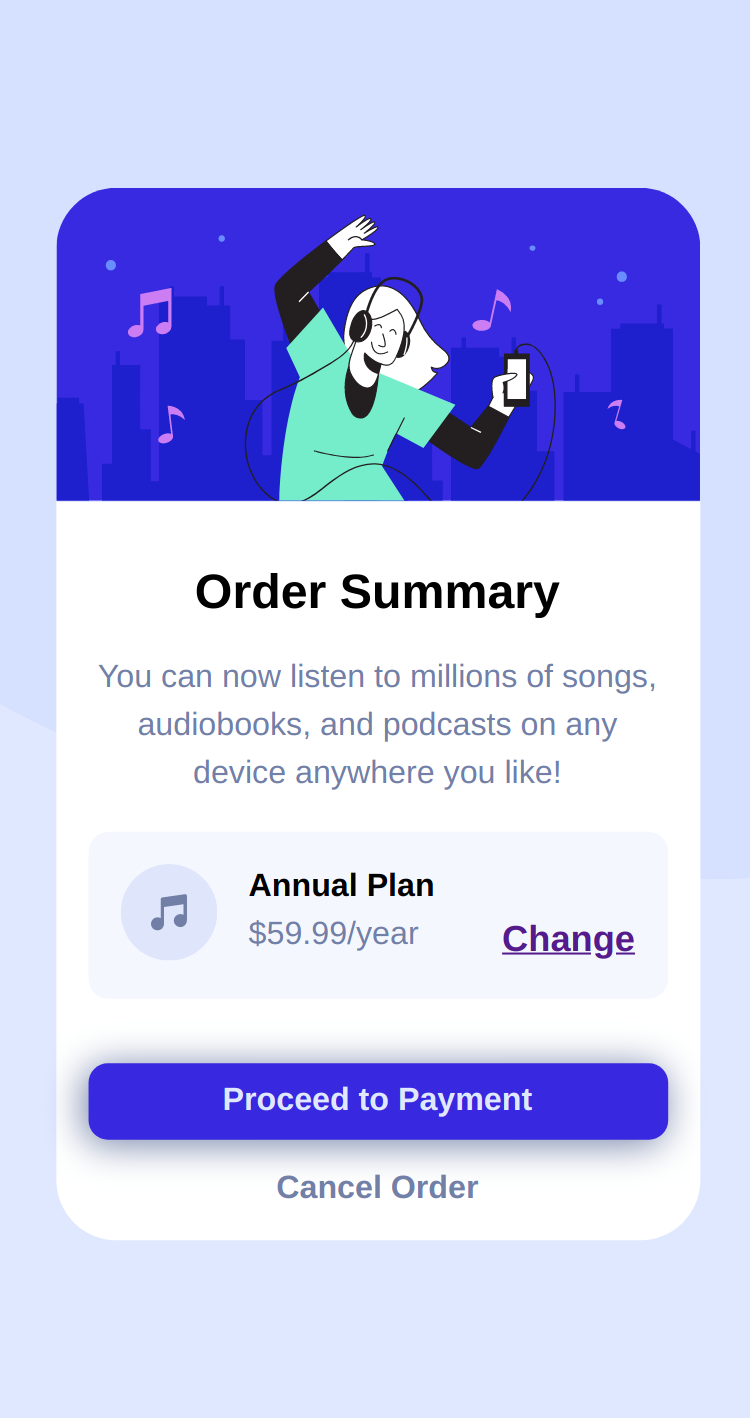 Order Summary
You can now listen to millions of songs,
audiobooks, and podcasts on any
device anywhere you like!
Annual Plan
$59.99/year
Change
Proceed to Payment
Cancel Order